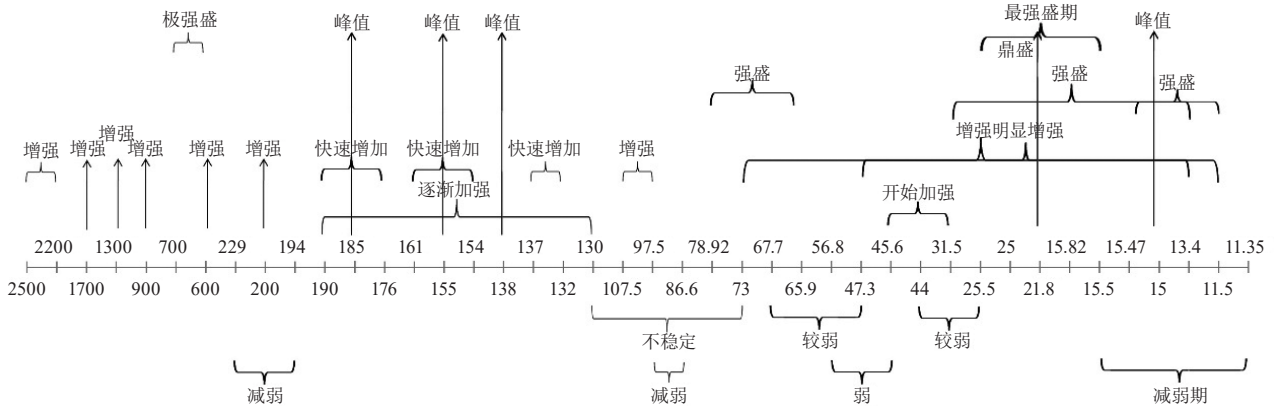 极强盛 峰值 峰值 峰值 最强盛期 峰值
鼎盛
强盛 强盛 强盛
增强 增强 增强 增强 增强 增强 快速增加 快速增加 快速增加 增强 增强明显增强
逐渐加强 开始加强
2200 1300 700 229 194 185 161 154 137 130 97.5 78.92 67.7 56.8 45.6 31.5 25 15.82 15.47 13.4 11.35
2500 1700 900 600 200 190 176 155 138 132 107.5 86.6 73 65.9 47.3 44 25.5 21.8 15.5 15 11.5
不稳定 较弱 较弱
减弱 减弱 弱 减弱期